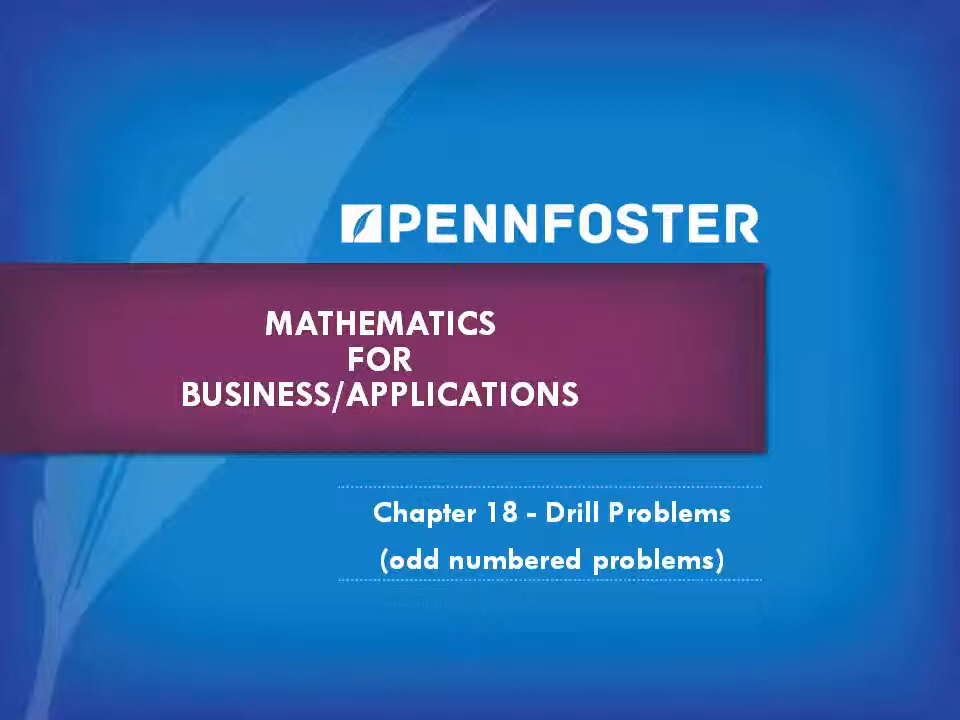 PENNFOSTER
MATHEMATICS
FOR
BUSINESS/APPLICATIONS
Chapter 18 - Drill Problems
(odd numbered problems)